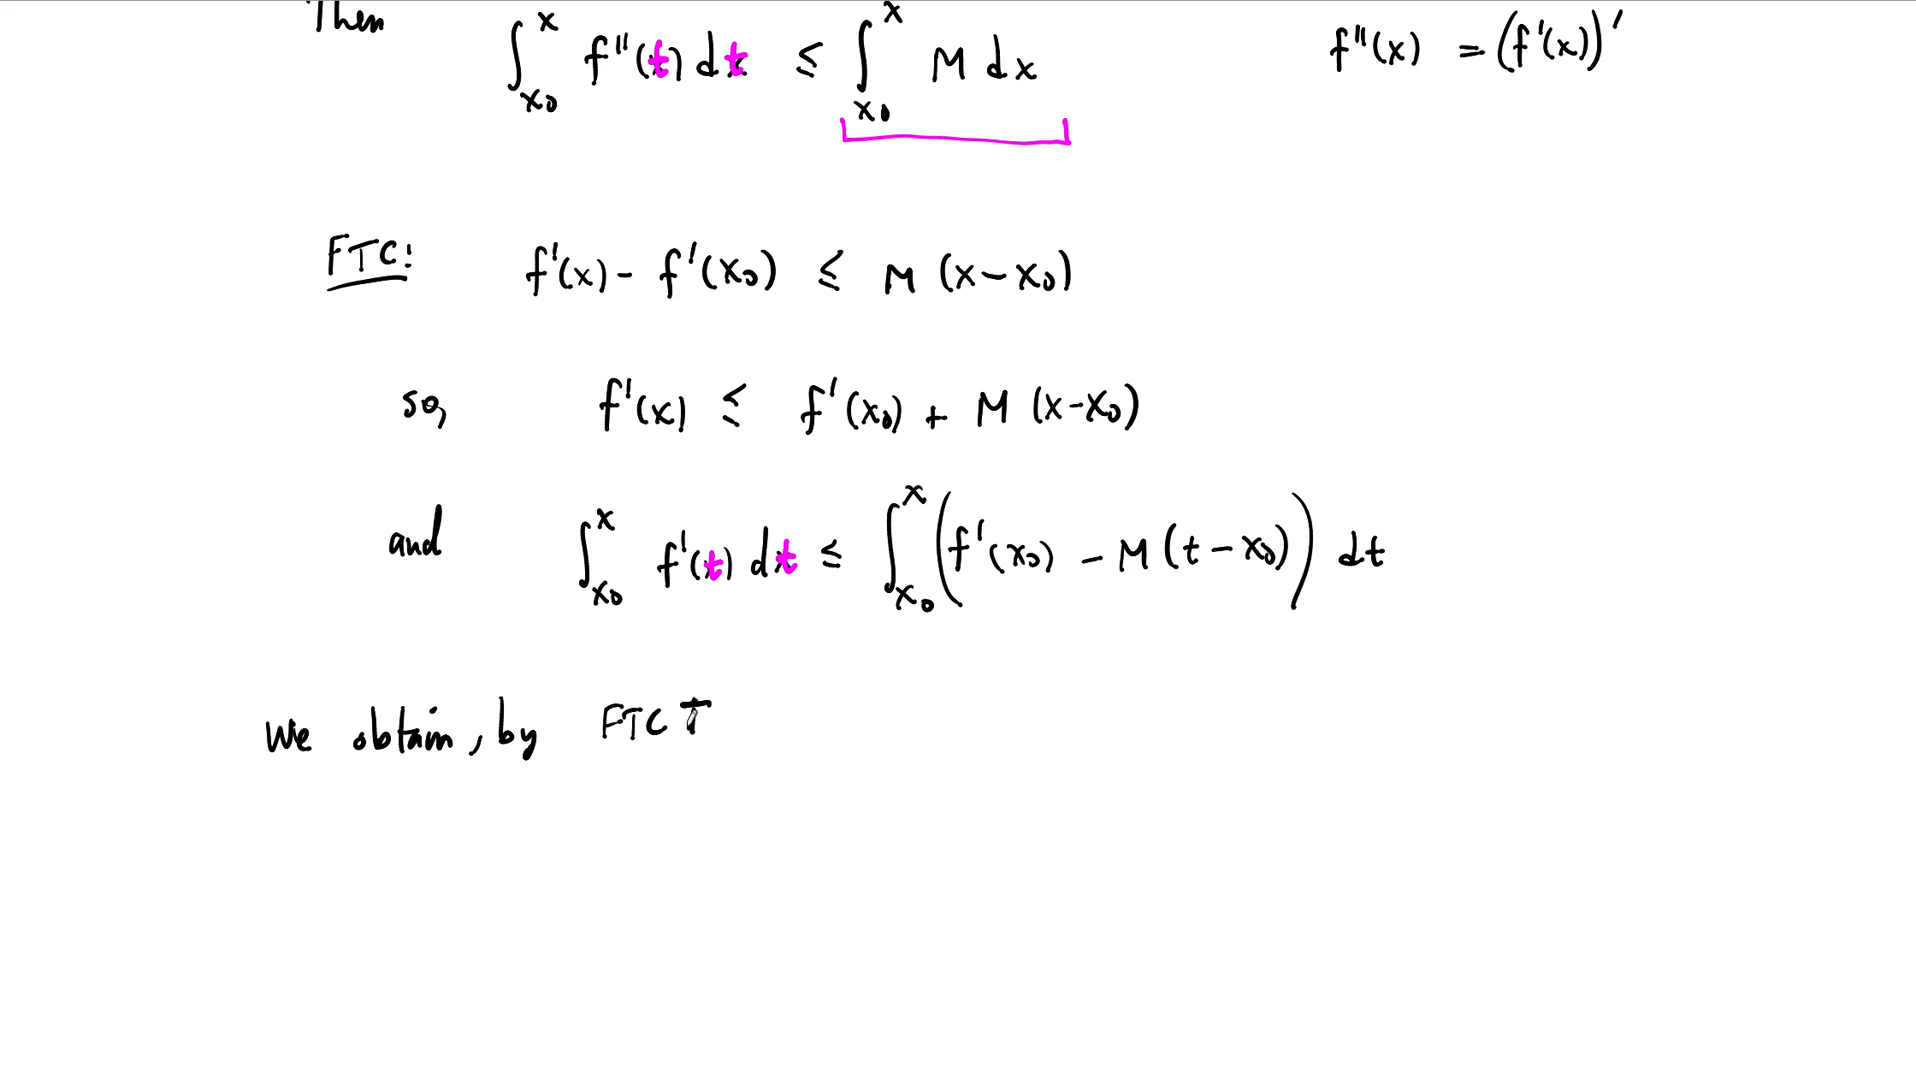 Then ∫_{x₀}^{x} f''(t) dt ≤ ∫_{x₀}^{x} M dx f''(x) = (f'(x))'
FTC: f'(x) - f'(x₀) ≤ M (x-x₀)
so, f'(x) ≤ f'(x₀) + M (x-x₀)
and ∫_{x₀}^{x} f'(t) dt ≤ ∫_{x₀}^{x} (f'(x₀) - M (t-x₀)) dt
We obtain, by FTC